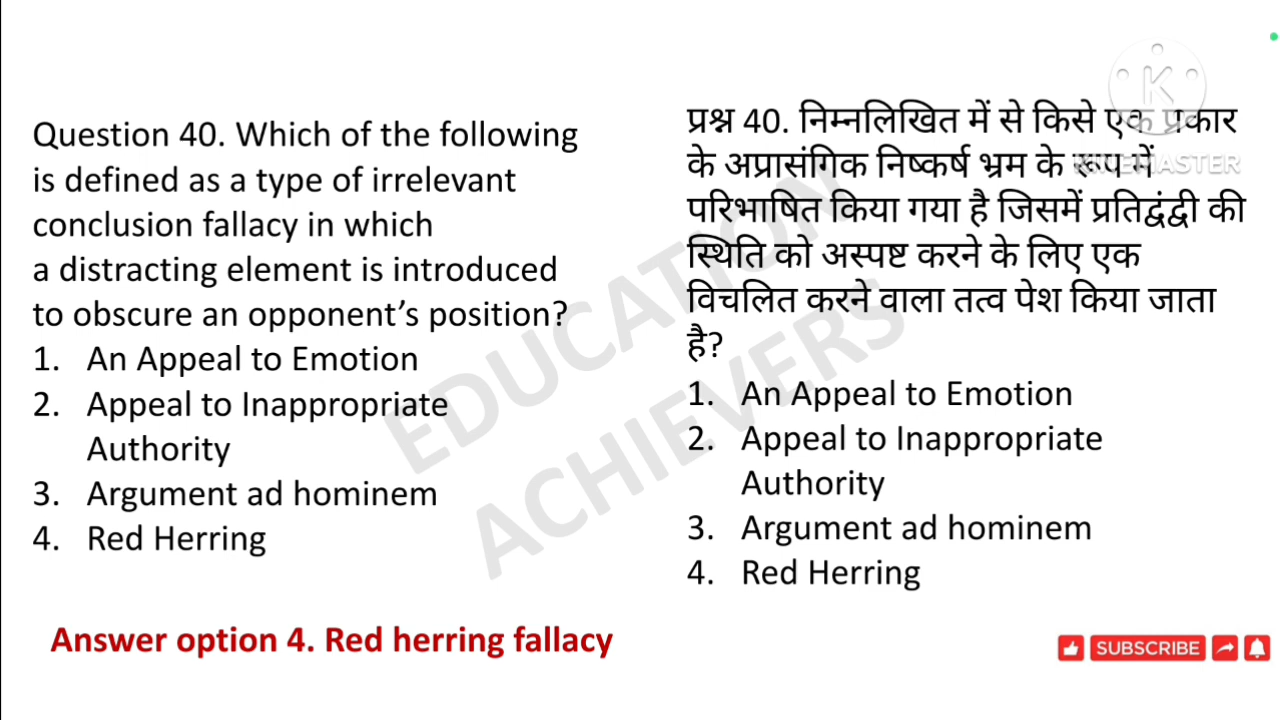 Question 40. Which of the following
is defined as a type of irrelevant
conclusion fallacy in which
a distracting element is introduced
to obscure an opponent’s position?
1. An Appeal to Emotion
2. Appeal to Inappropriate
Authority
3. Argument ad hominem
4. Red Herring
Answer option 4. Red herring fallacy
प्रश्न 40. निम्नलिखित में से किसे एक प्रकार
के अप्रासंगिक निष्कर्ष भ्रम के रूप में
परिभाषित किया गया है जिसमें प्रतिद्वंद्वी की
स्थिति को अस्पष्ट करने के लिए एक
विचलित करने वाला तत्व पेश किया जाता
है?
1. An Appeal to Emotion
2. Appeal to Inappropriate
Authority
3. Argument ad hominem
4. Red Herring
EDUCATION
ACHIEVERS
K
KINEMASTER
SUBSCRIBE